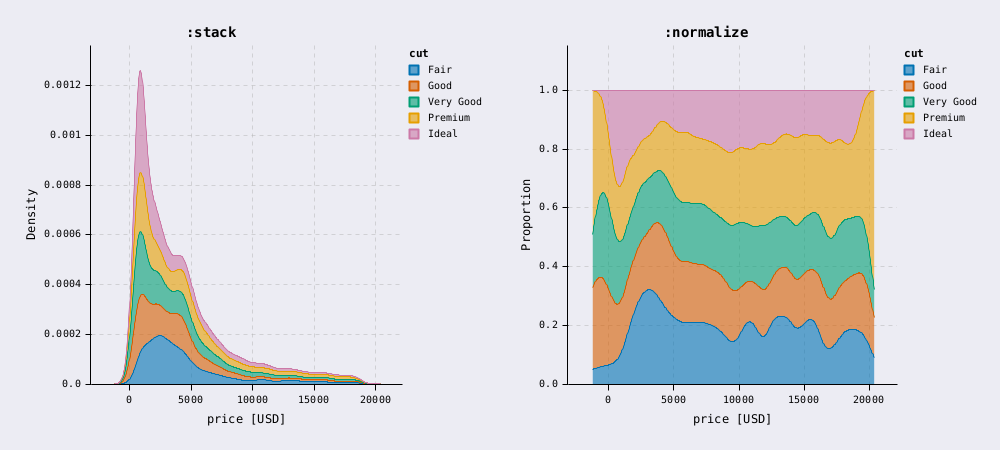 :stack
cut
Fair
Good
Very Good
Premium
Ideal
Density
0.0012
0.001
0.0008
0.0006
0.0004
0.0002
0.0
0
5000
10000
15000
20000
price [USD]
:normalize
cut
Fair
Good
Very Good
Premium
Ideal
Proportion
1.0
0.8
0.6
0.4
0.2
0.0
0
5000
10000
15000
20000
price [USD]